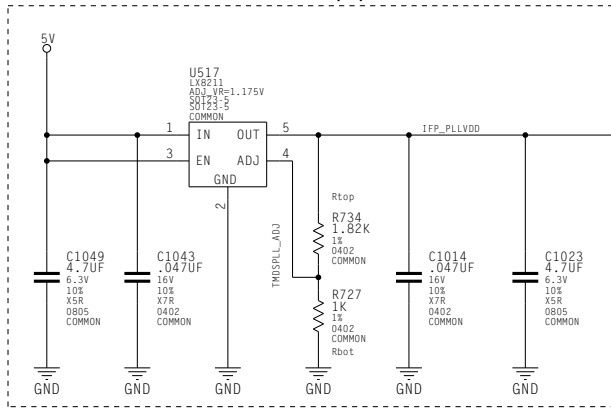 5V
U517
LX8211
ADJ_VR=1.175V
SOT23-5
SOT23-5
COMMON
1 IN OUT 5
3 EN ADJ 4
GND
2
IFP_PLLVDD
TMDSPLL_ADJ
Rtop
R734
1.82K
1%
0402
COMMON
R727
1K
1%
0402
COMMON
Rbot
C1049
4.7UF
6.3V
10%
X5R
0805
COMMON
C1043
.047UF
16V
10%
X7R
0402
COMMON
C1014
.047UF
16V
10%
X7R
0402
COMMON
C1023
4.7UF
6.3V
10%
X5R
0805
COMMON
GND
GND
GND
GND
GND
GND